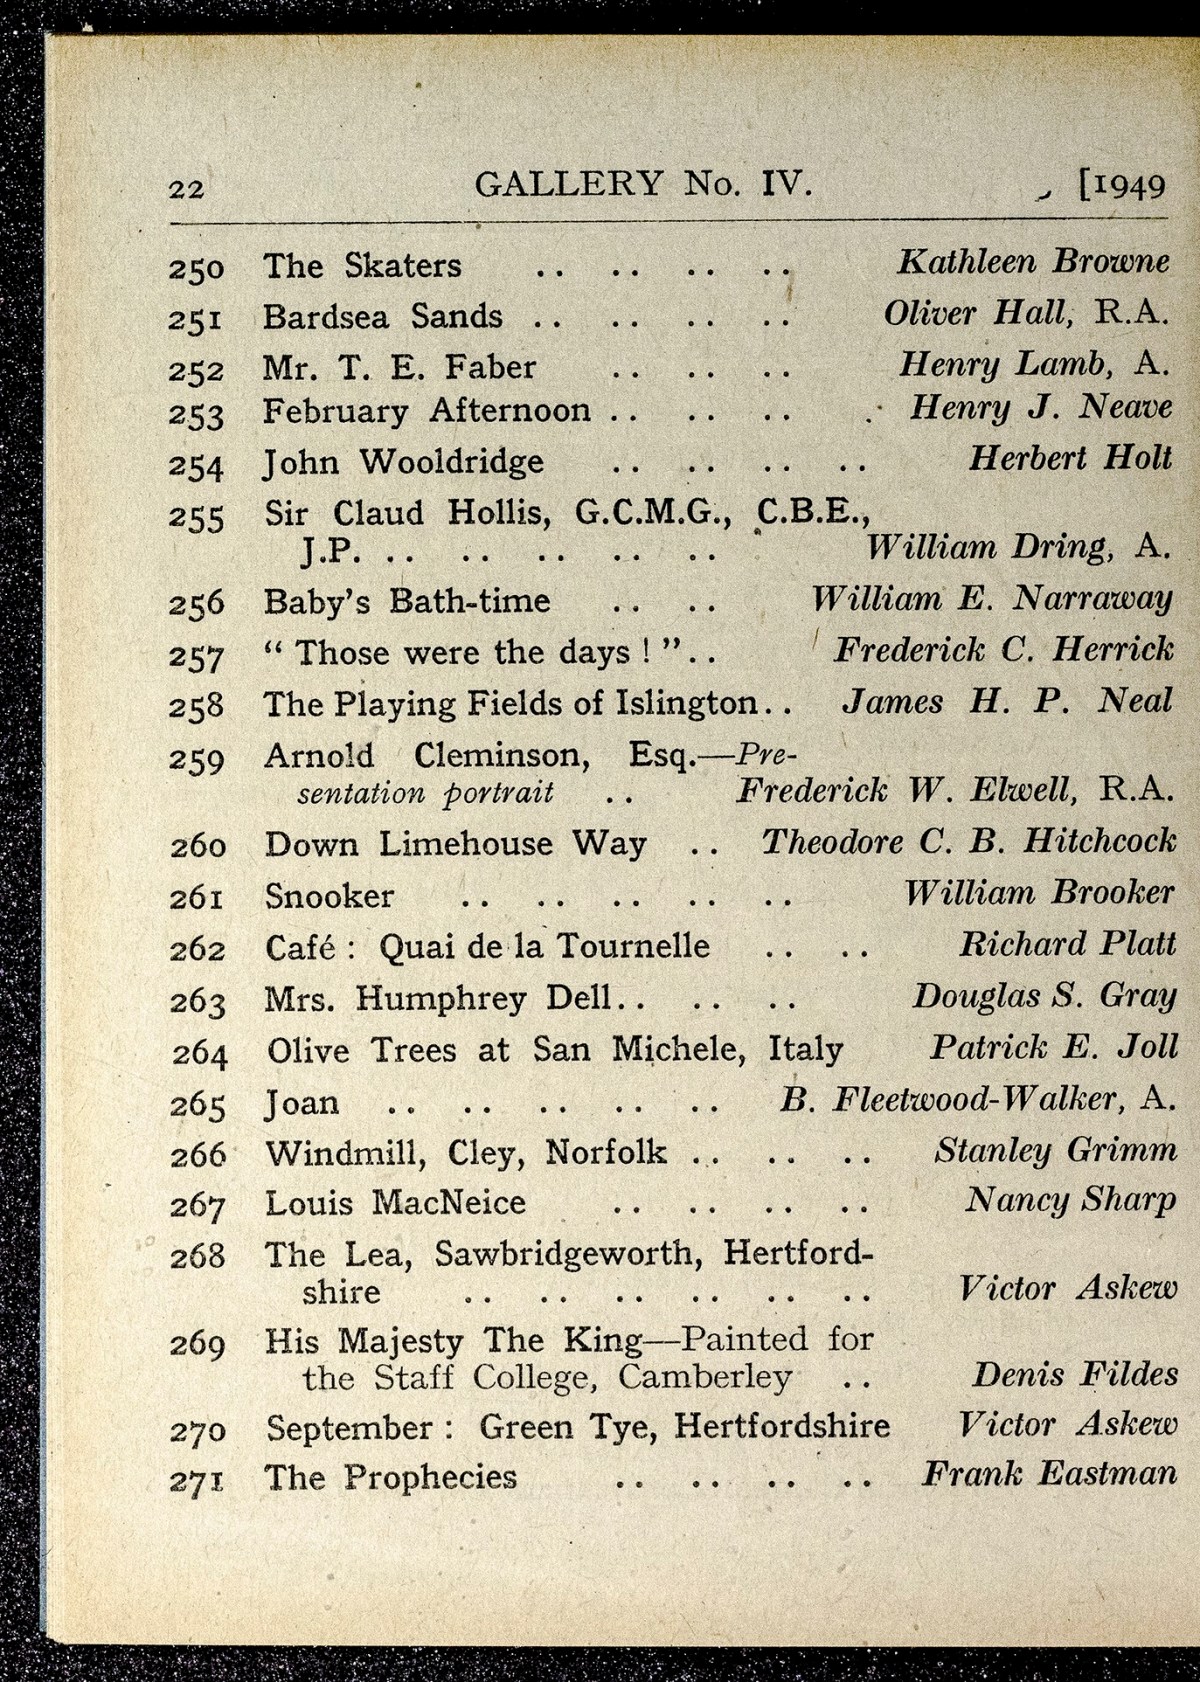 22 GALLERY No. IV. [1949
250 The Skaters .. .. .. .. Kathleen Browne
251 Bardsea Sands .. .. .. .. Oliver Hall, R.A.
252 Mr. T. E. Faber .. .. .. Henry Lamb, A.
253 February Afternoon .. .. .. . Henry J. Neave
254 John Wooldridge .. .. .. .. Herbert Holt
255 Sir Claud Hollis, G.C.M.G., C.B.E.,
J.P. .. .. .. .. .. William Dring, A.
256 Baby's Bath-time .. .. William E. Narraway
257 “ Those were the days ! ” .. Frederick C. Herrick
258 The Playing Fields of Islington .. James H. P. Neal
259 Arnold Cleminson, Esq.—Pre-
sentation portrait .. Frederick W. Elwell, R.A.
260 Down Limehouse Way .. Theodore C. B. Hitchcock
261 Snooker .. .. .. .. .. William Brooker
262 Café : Quai de la Tournelle .. .. Richard Platt
263 Mrs. Humphrey Dell .. .. .. Douglas S. Gray
264 Olive Trees at San Michele, Italy Patrick E. Joll
265 Joan .. .. .. .. .. B. Fleetwood-Walker, A.
266 Windmill, Cley, Norfolk .. .. .. Stanley Grimm
267 Louis MacNeice .. .. .. .. Nancy Sharp
268 The Lea, Sawbridgeworth, Hertford-
shire .. .. .. .. .. .. Victor Askew
269 His Majesty The King—Painted for
the Staff College, Camberley .. Denis Fildes
270 September : Green Tye, Hertfordshire Victor Askew
271 The Prophecies .. .. .. .. Frank Eastman